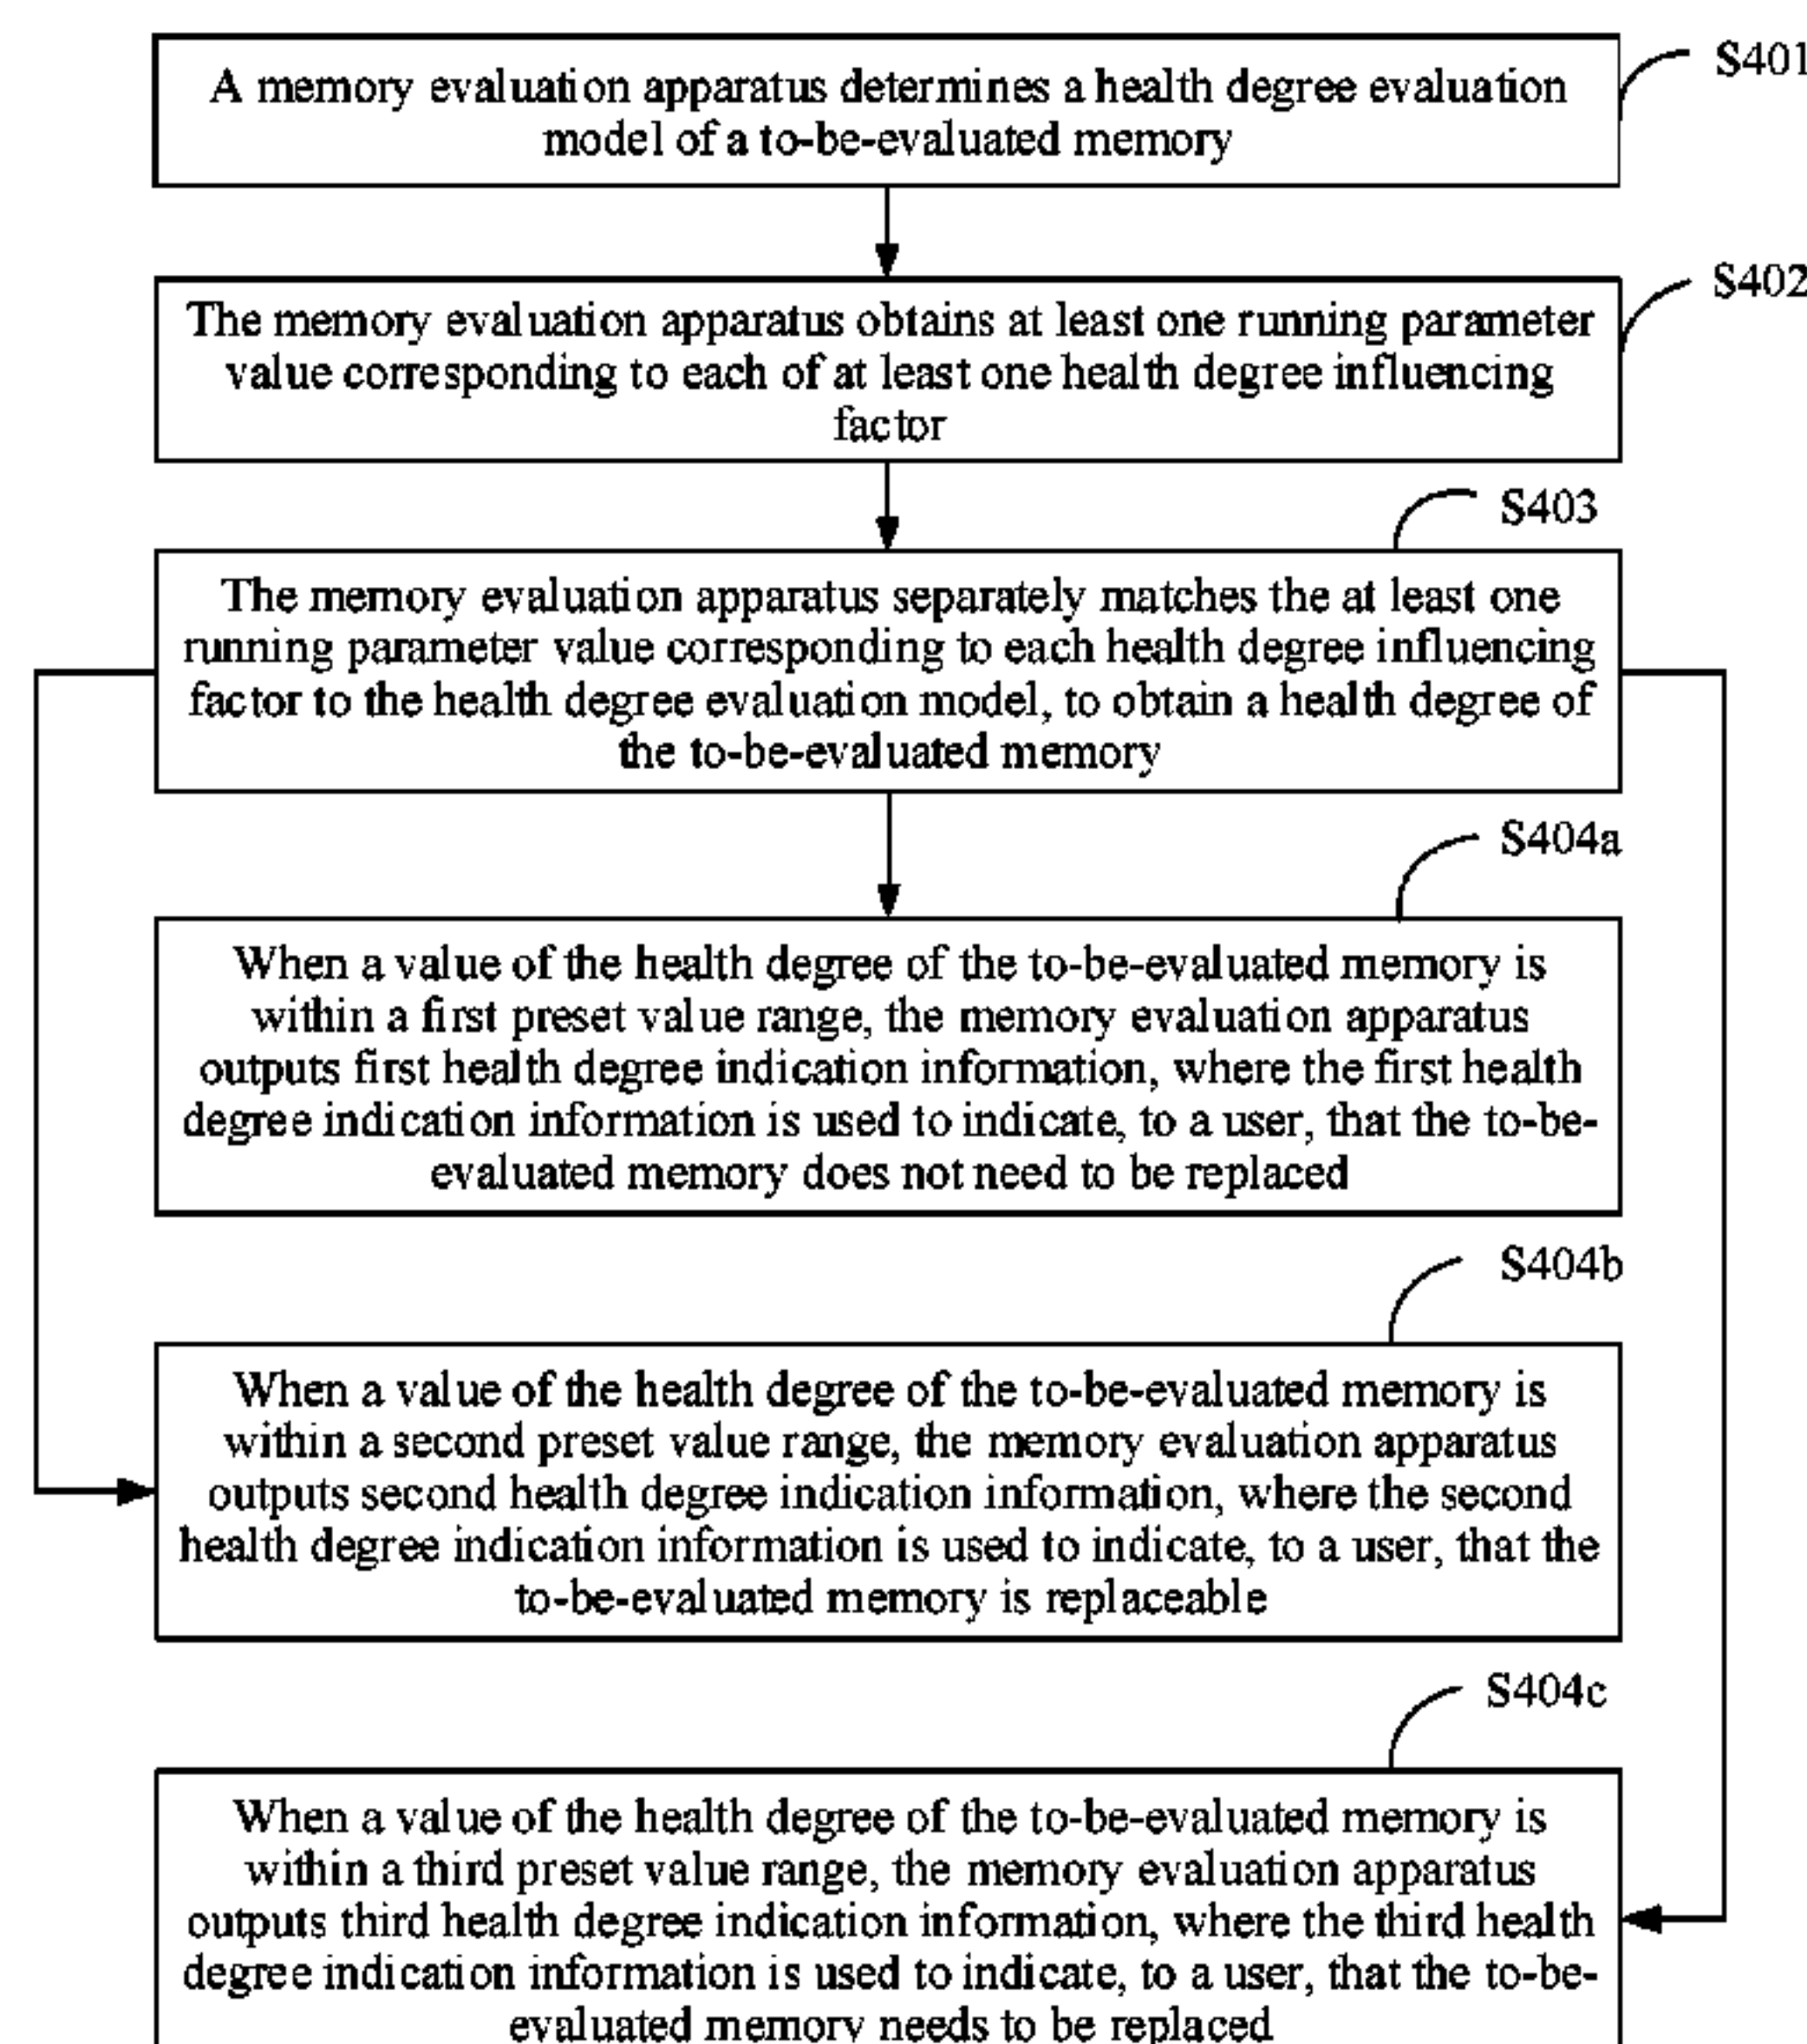 S401
A memory evaluation apparatus determines a health degree evaluation
model of a to-be-evaluated memory
S402
The memory evaluation apparatus obtains at least one running parameter
value corresponding to each of at least one health degree influencing
factor
S403
The memory evaluation apparatus separately matches the at least one
running parameter value corresponding to each health degree influencing
factor to the health degree evaluation model, to obtain a health degree of
the to-be-evaluated memory
S404a
When a value of the health degree of the to-be-evaluated memory is
within a first preset value range, the memory evaluation apparatus
outputs first health degree indication information, where the first health
degree indication information is used to indicate, to a user, that the to-be-
evaluated memory does not need to be replaced
S404b
When a value of the health degree of the to-be-evaluated memory is
within a second preset value range, the memory evaluation apparatus
outputs second health degree indication information, where the second
health degree indication information is used to indicate, to a user, that the
to-be-evaluated memory is replaceable
S404c
When a value of the health degree of the to-be-evaluated memory is
within a third preset value range, the memory evaluation apparatus
outputs third health degree indication information, where the third health
degree indication information is used to indicate, to a user, that the to-be-
evaluated memory needs to be replaced